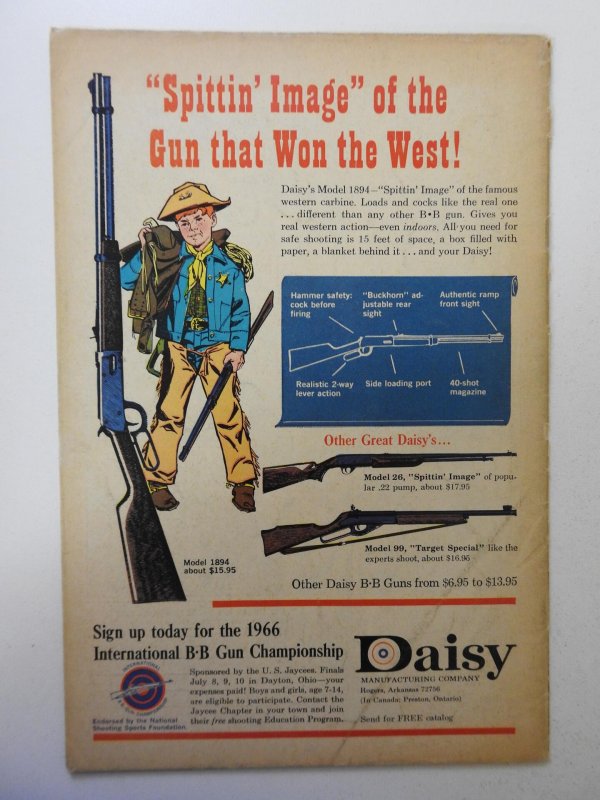 “Spittin’ Image” of the
Gun that Won the West!
Daisy's Model 1894—“Spittin' Image” of the famous
western carbine. Loads and cocks like the real one
. . . different than any other B•B gun. Gives you
real western action—even indoors. All you need for
safe shooting is 15 feet of space, a box filled with
paper, a blanket behind it . . . and your Daisy!
Hammer safety:
cock before
firing
"Buckhorn" ad-
justable rear
sight
Authentic ramp
front sight
Realistic 2-way
lever action
Side loading port
40-shot
magazine
Other Great Daisy's...
Model 26, "Spittin' Image" of popu-
lar .22 pump, about $17.95
Model 99, "Target Special" like the
experts shoot, about $16.95
Model 1894
about $15.95
Other Daisy B·B Guns from $6.95 to $13.95
Sign up today for the 1966
International B·B Gun Championship
INTERNATIONAL
Endorsed by the National
Shooting Sports Foundation
Sponsored by the U. S. Jaycees. Finals
July 8, 9, 10 in Dayton, Ohio—your
expenses paid! Boys and girls, age 7-14,
are eligible to participate. Contact the
Jaycee Chapter in your town and join
their free shooting Education Program.
Daisy
MANUFACTURING COMPANY
Rogers, Arkansas 72756
(In Canada: Preston, Ontario)
Send for FREE catalog